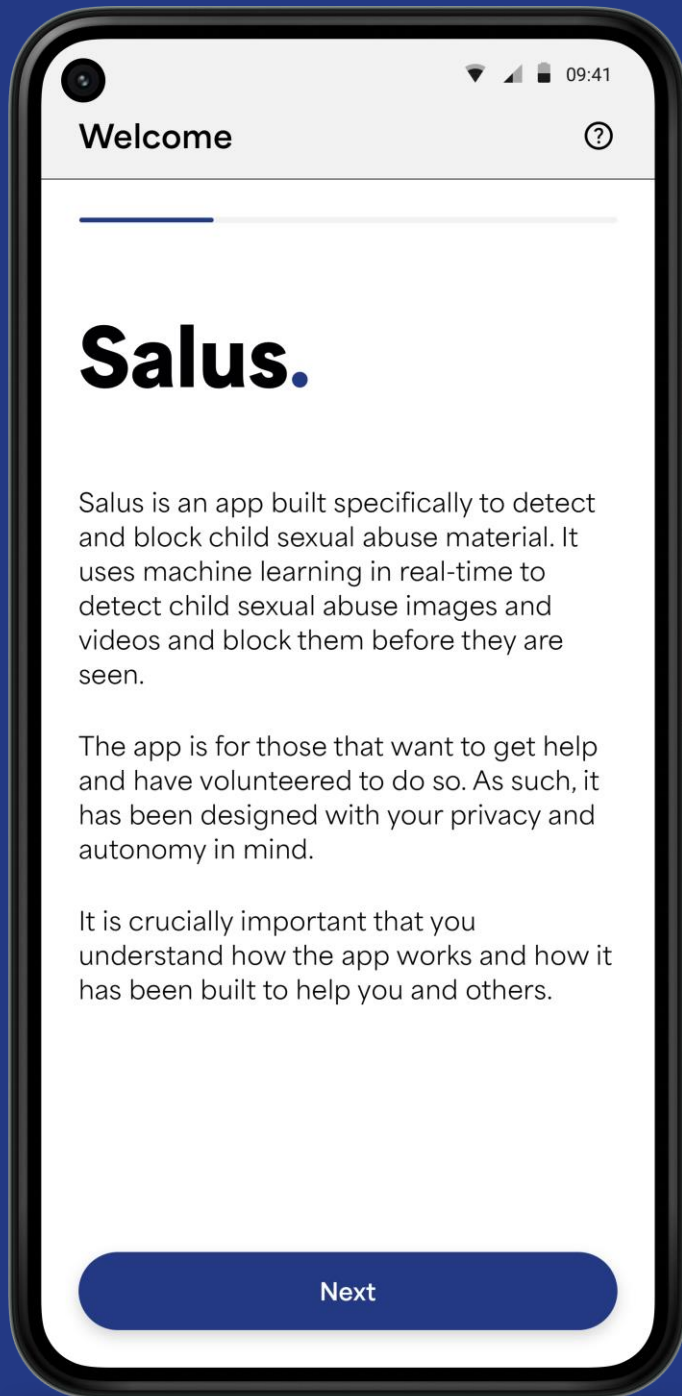 09:41
Welcome
Salus.
Salus is an app built specifically to detect
and block child sexual abuse material. It
uses machine learning in real-time to
detect child sexual abuse images and
videos and block them before they are
seen.
The app is for those that want to get help
and have volunteered to do so. As such, it
has been designed with your privacy and
autonomy in mind.
It is crucially important that you
understand how the app works and how it
has been built to help you and others.
Next